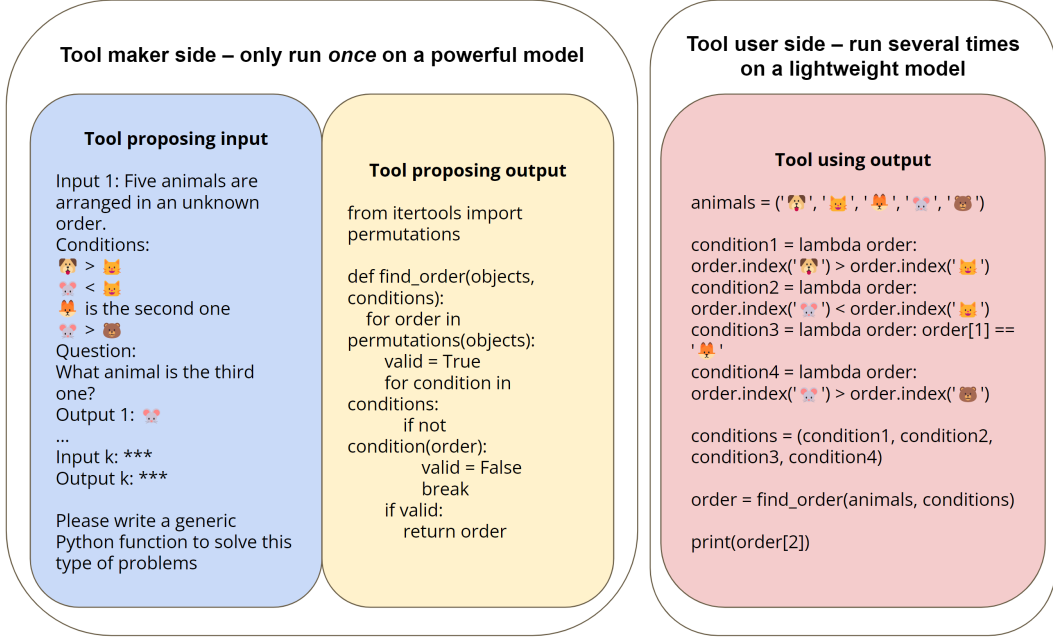 Tool maker side – only run once on a powerful model
Tool proposing input
Input 1: Five animals are
arranged in an unknown
order.
Conditions:
🐶 > 🐱
🐭 < 🐱
🦊 is the second one
🐭 > 🐻
Question:
What animal is the third
one?
Output 1: 🐭
...
Input k: ***
Output k: ***
Please write a generic
Python function to solve this
type of problems
Tool proposing output
from itertools import
permutations
def find_order(objects,
conditions):
for order in
permutations(objects):
valid = True
for condition in
conditions:
if not
condition(order):
valid = False
break
if valid:
return order
Tool user side – run several times
on a lightweight model
Tool using output
animals = ('🐶', '🐱', '🦊', '🐭', '🐻')
condition1 = lambda order:
order.index('🐶') > order.index('🐱')
condition2 = lambda order:
order.index('🐭') < order.index('🐱')
condition3 = lambda order: order[1] ==
'🦊'
condition4 = lambda order:
order.index('🐭') > order.index('🐻')
conditions = (condition1, condition2,
condition3, condition4)
order = find_order(animals, conditions)
print(order[2])